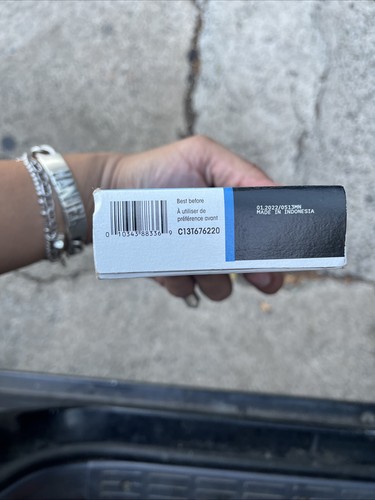 Best before
À utiliser de
préférence avant
C13T676220
0 10343 88336 9
01.2022/0513MN
MADE IN INDONESIA